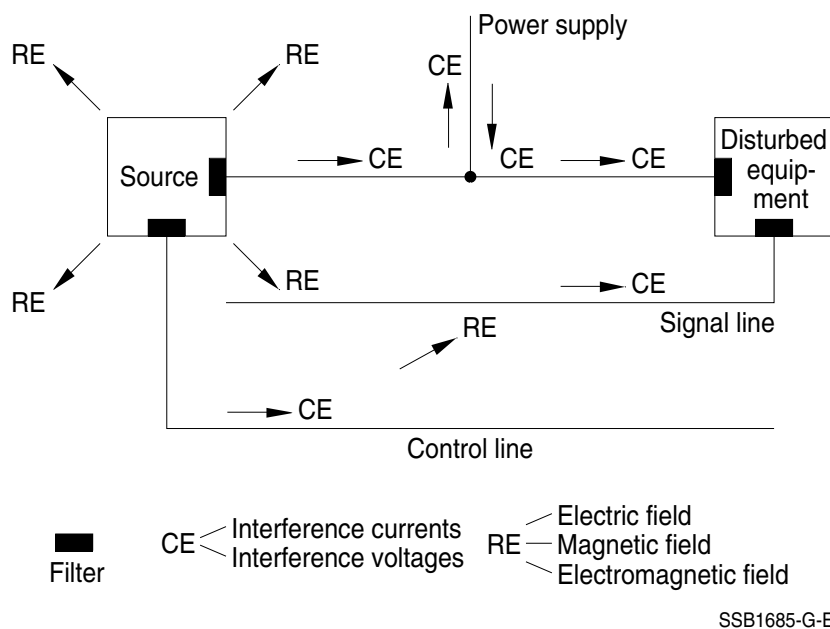 Power supply
RE
RE
CE
Source
CE
CE
CE
Disturbed
equip-
ment
RE
RE
CE
Signal line
RE
CE
Control line
Filter
CE
Interference currents
Interference voltages
RE
Electric field
Magnetic field
Electromagnetic field